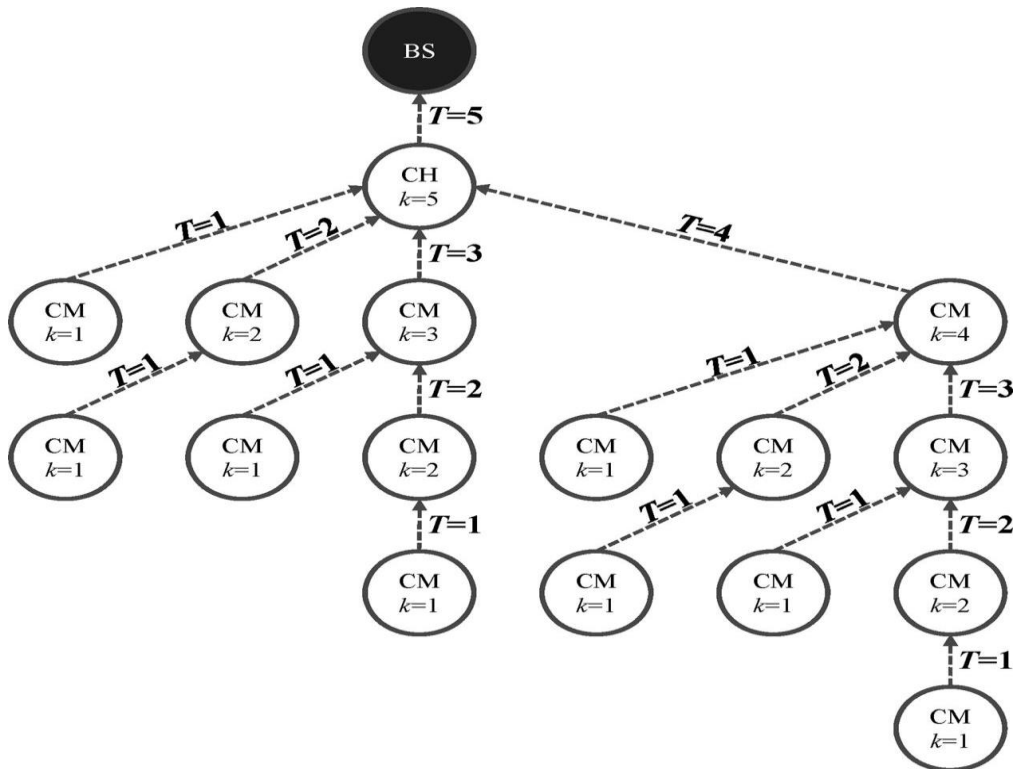 BS
T=5
CH
k=5
T=1
T=2
T=3
T=4
CM
k=1
CM
k=2
CM
k=3
CM
k=4
T=1
T=1
T=2
T=1
T=2
T=3
CM
k=1
CM
k=1
CM
k=2
CM
k=1
CM
k=2
CM
k=3
T=1
T=1
T=1
T=2
CM
k=1
CM
k=1
CM
k=1
CM
k=2
T=1
CM
k=1